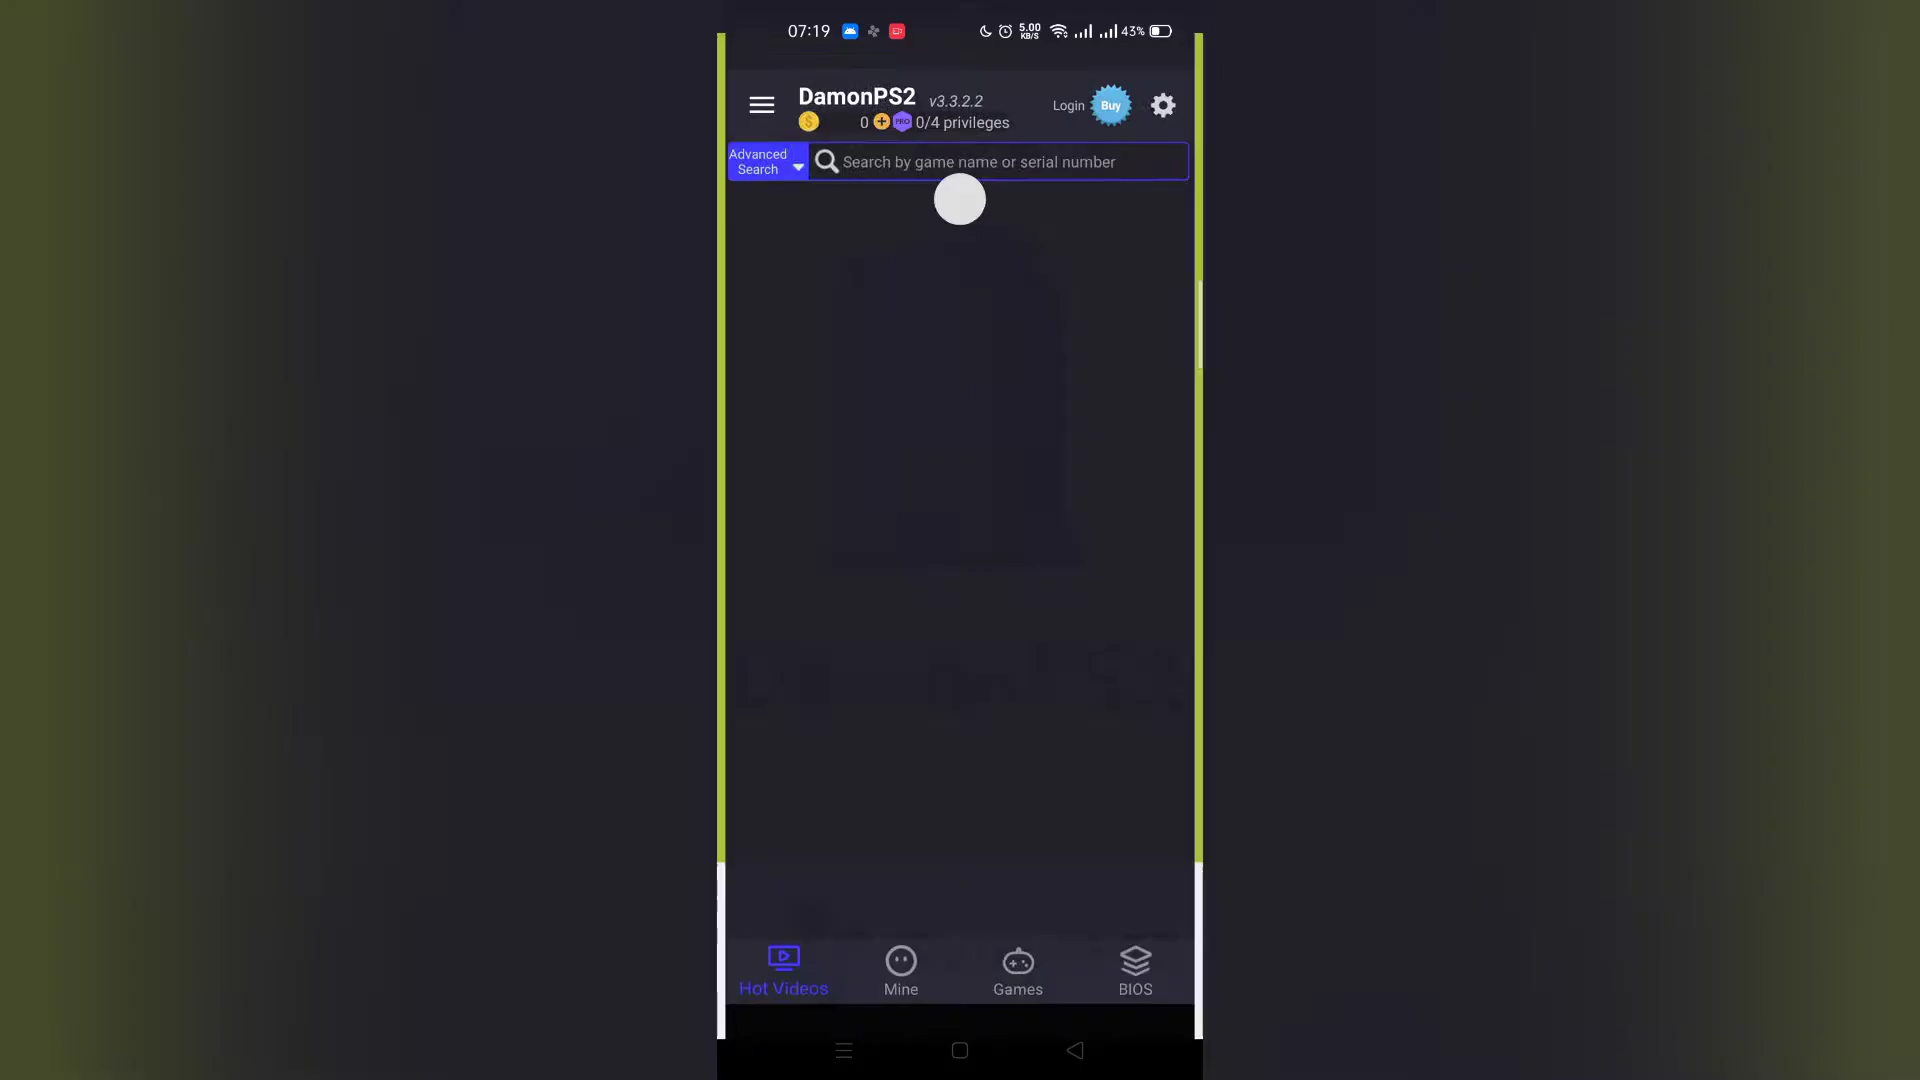 07:19
5.00
KB/S
43%
DamonPS2 v3.3.2.2
Login
Buy
$
0
PRO
0/4 privileges
Advanced
Search
Search by game name or serial number
Hot Videos
Mine
Games
BIOS